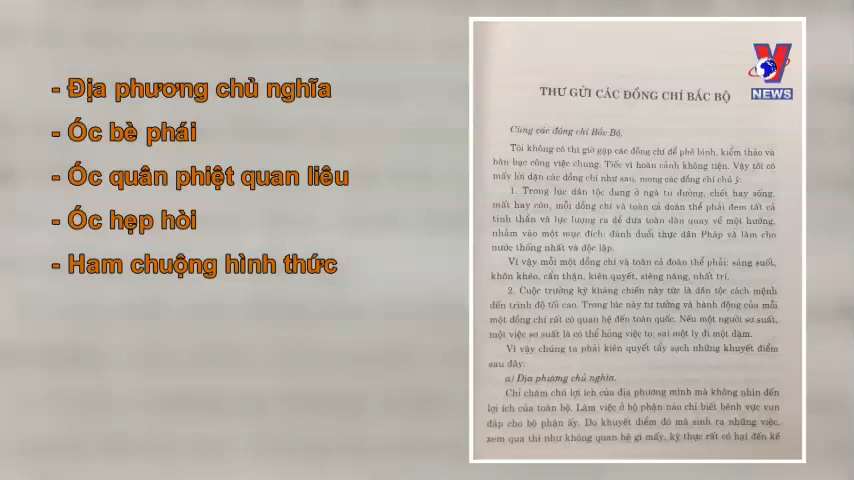 - Địa phương chủ nghĩa
- Óc bè phái
- Óc quân phiệt quan liêu
- Óc hẹp hòi
- Ham chuộng hình thức
V
NEWS
THƯ GỬI CÁC ĐỒNG CHÍ BẮC BỘ
Cùng các đồng chí Bắc Bộ,
Tôi không có thì giờ gặp các đồng chí để phê bình, kiểm thảo và
bàn bạc công việc chung. Tiếc vì hoàn cảnh không tiện. Vậy tôi có
mấy lời dặn các đồng chí như sau, mong các đồng chí chú ý:
1. Trong lúc dân tộc đang ở ngã tư đường, chết hay sống,
mất hay còn, mỗi đồng chí và toàn cả đoàn thể phải đem tất cả
tinh thần và lực lượng ra để đưa toàn dân quay về một hướng,
nhằm vào một mục đích: đánh đuổi thực dân Pháp và làm cho
nước thống nhất và độc lập.
Vì vậy mỗi một đồng chí và toàn cả đoàn thể phải: sáng suốt,
khôn khéo, cẩn thận, kiên quyết, siêng năng, nhất trí.
2. Cuộc trường kỳ kháng chiến này tức là dân tộc cách mệnh
đến trình độ tối cao. Trong lúc này tư tưởng và hành động của mỗi
một đồng chí rất có quan hệ đến toàn quốc. Nếu một người sơ suất,
một việc sơ suất là có thể hỏng việc to, sai một ly đi một dặm.
Vì vậy chúng ta phải kiên quyết tẩy sạch những khuyết điểm
sau đây:
a) Địa phương chủ nghĩa.
Chỉ chăm chú lợi ích của địa phương mình mà không nhìn đến
lợi ích của toàn bộ. Làm việc ở bộ phận nào chỉ biết bênh vực vun
đắp cho bộ phận ấy. Do khuyết điểm đó mà sinh ra những việc,
xem qua thì như không quan hệ gì mấy, kỳ thực rất có hại đến kế